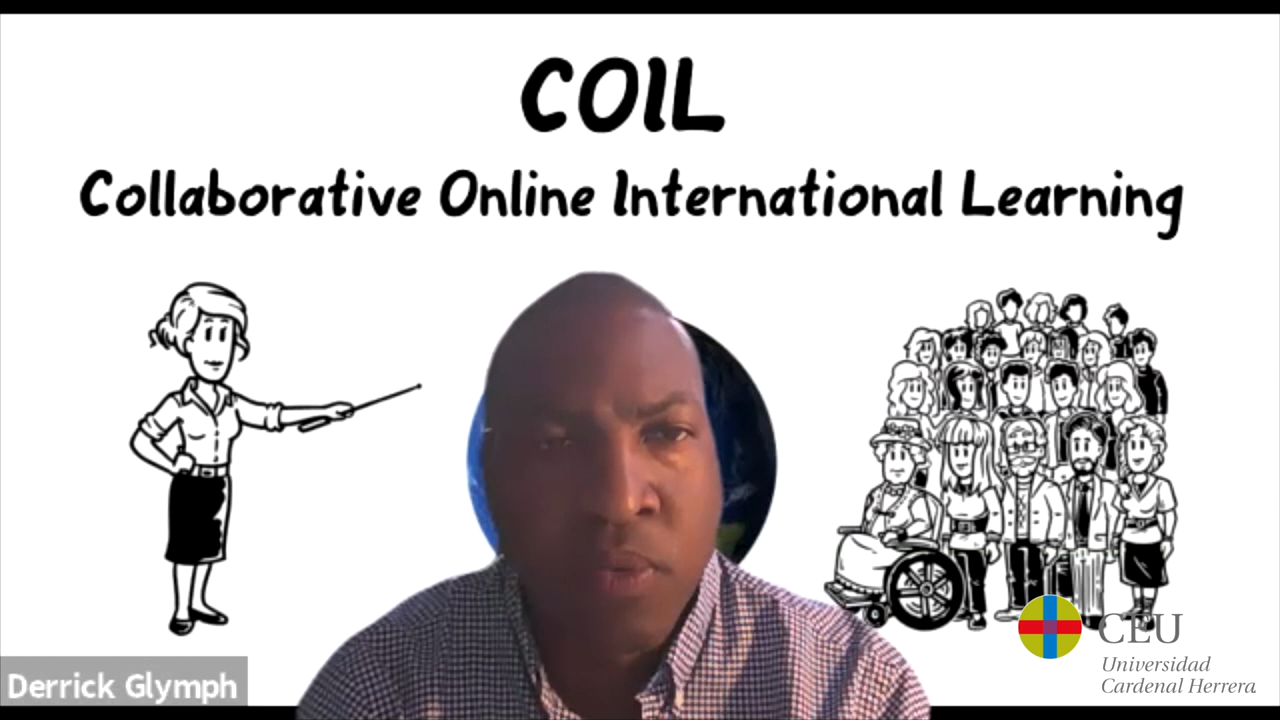 COIL
Collaborative Online International Learning
CEU
Universidad
Cardenal Herrera
Derrick Glymph